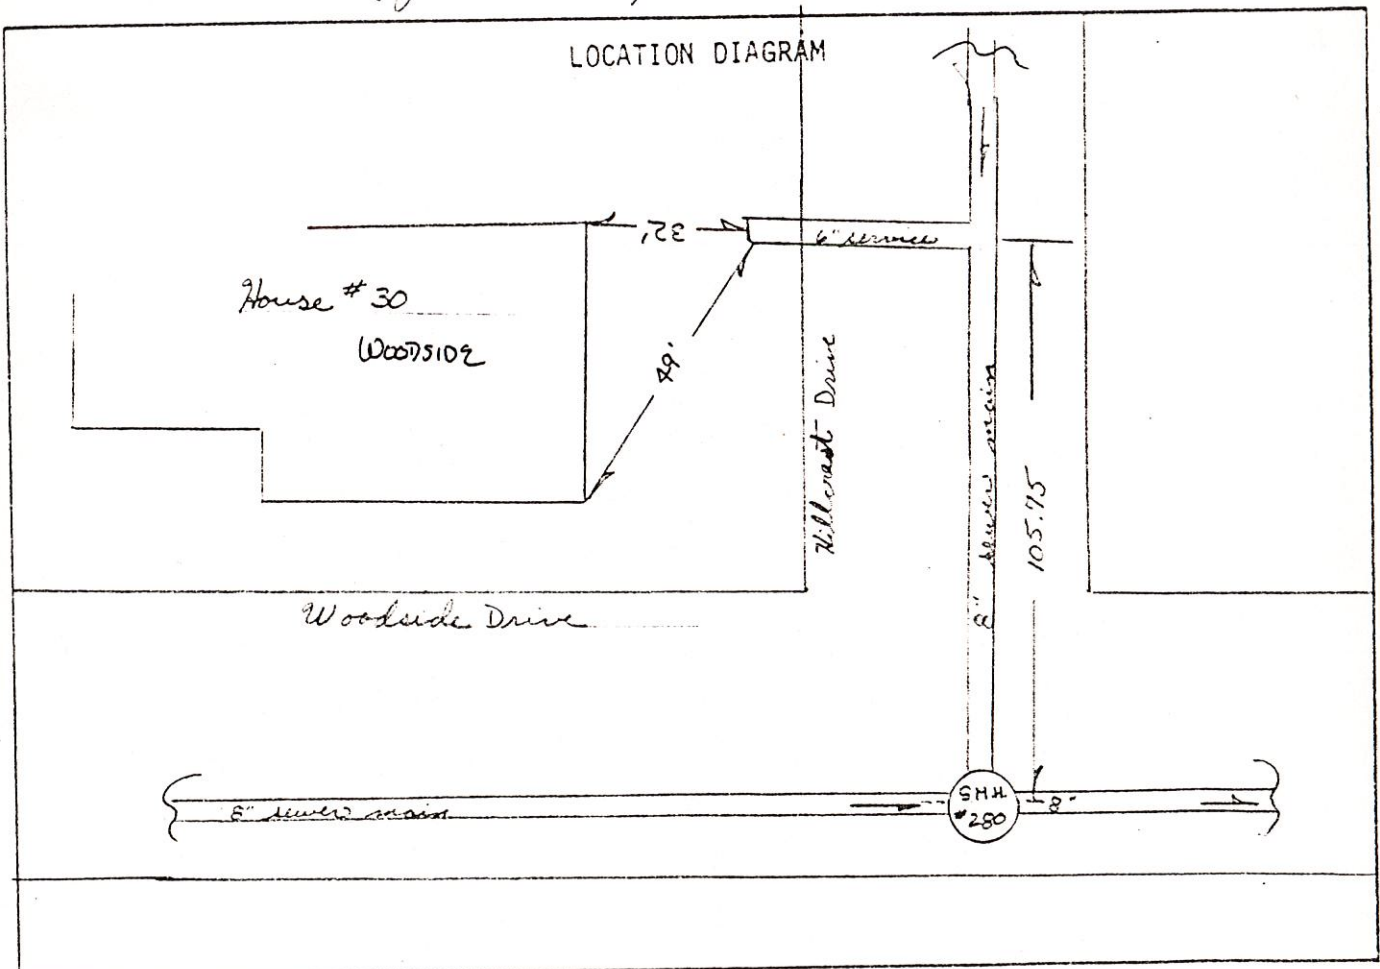 LOCATION DIAGRAM
32'
6" service
House # 30
WOODSIDE
49'
Hillcrest Drive
8" sewer main
105.75
Woodside Drive
8" sewer main
SMH
#280
8"